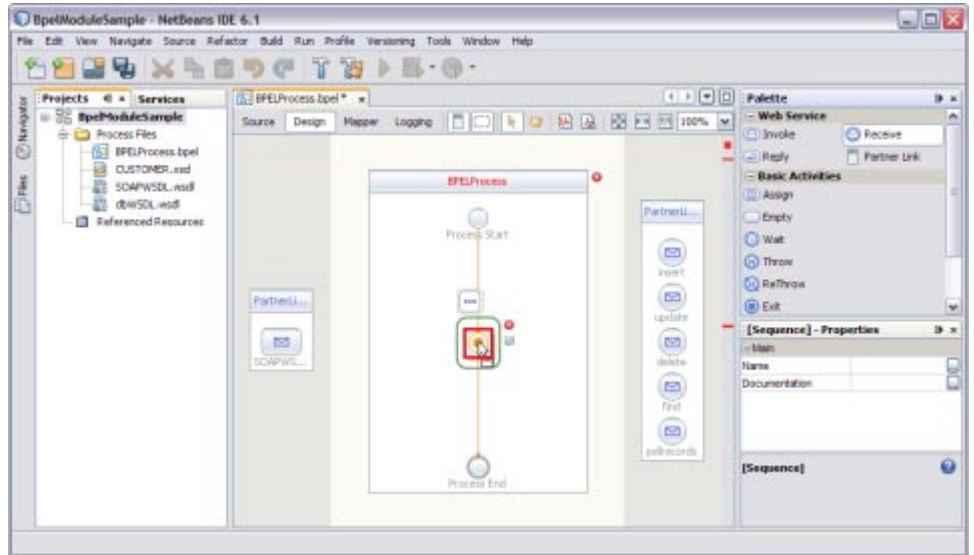 BpelModuleSample - NetBeans IDE 6.1
File Edit View Navigate Source Refactor Build Run Profile Versioning Tools Window Help
Projects Services
BPELProcess.bpel *
Palette
Navigator
Files
BpelModuleSample
Process Files
BPELProcess.bpel
CUSTOMER.xsd
SOAPWSDL.wsdl
dbWSDL.wsdl
Referenced Resources
Source Design Mapper Logging 100%
Web Service
Invoke Receive
Reply Partner Link
Basic Activities
Assign
Empty
Wait
Throw
ReThrow
Exit
BPELProcess
Process Start
Process End
PartnerLi...
SOAPWS...
PartnerLi...
insert
update
delete
find
pollrecords
[Sequence] - Properties
Main
Name
Documentation
[Sequence]